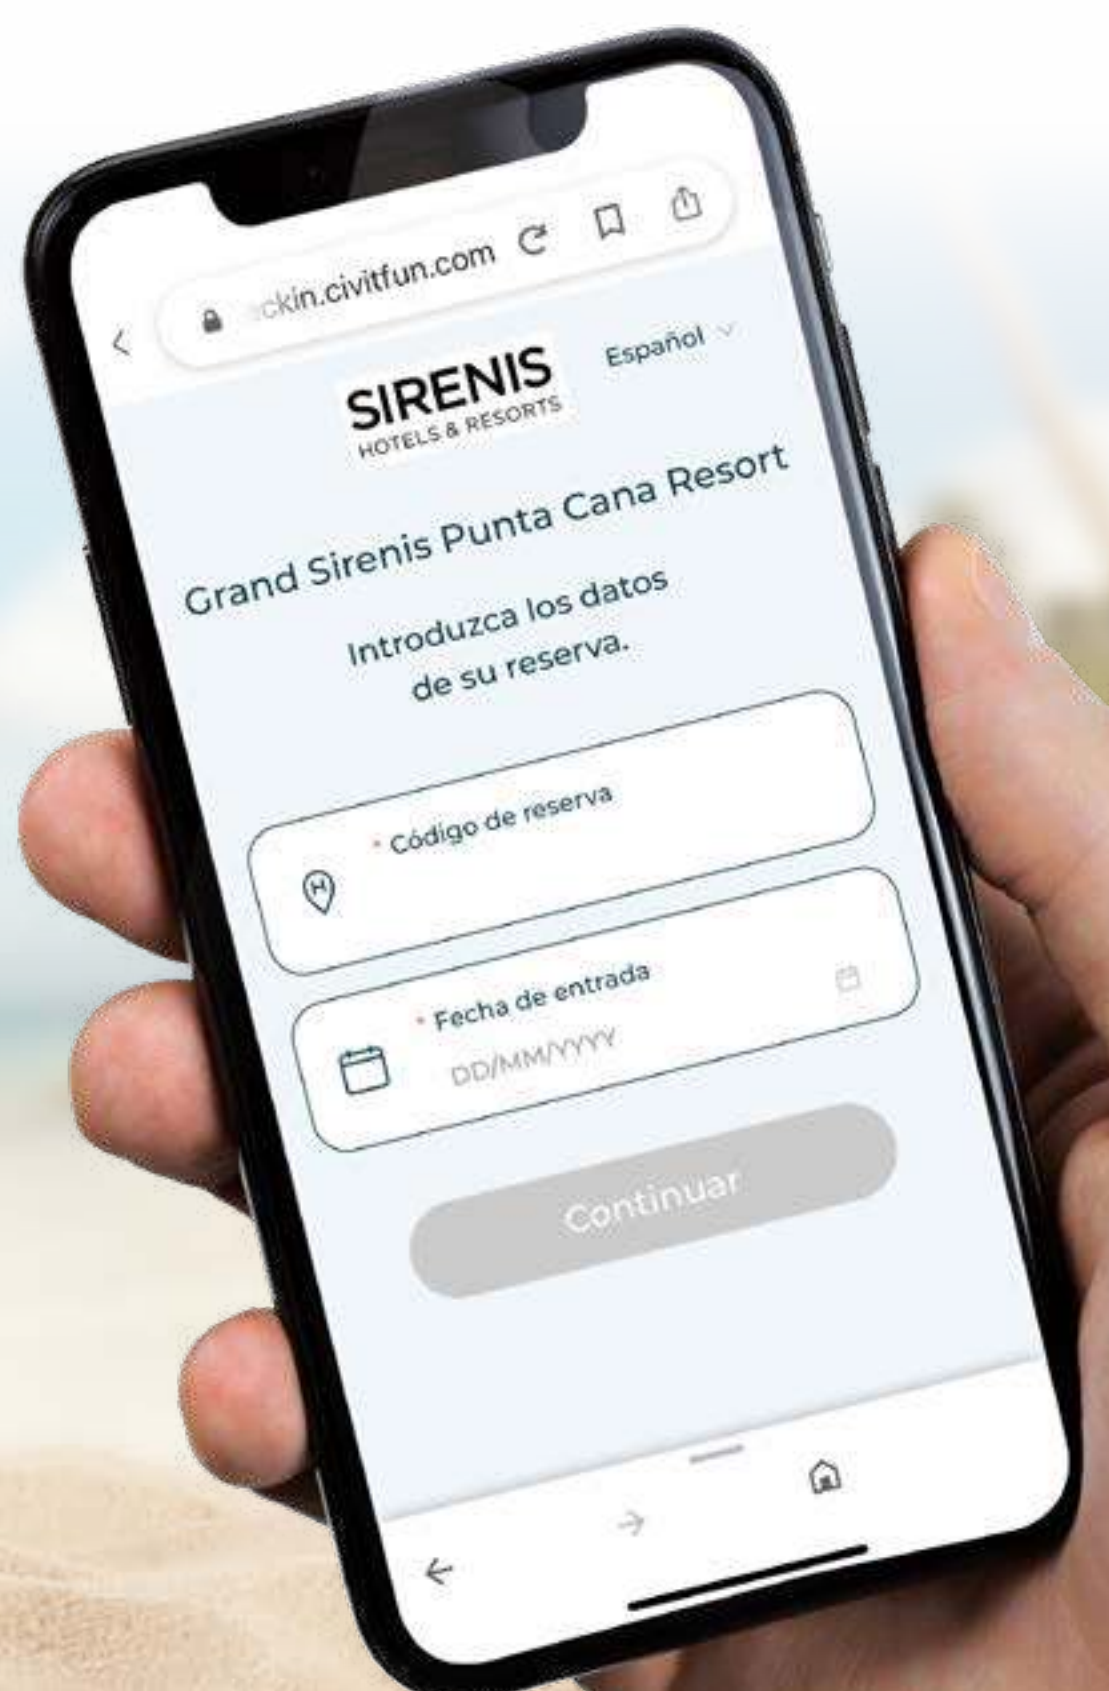 ckin.civitfun.com
Español
SIRENIS
HOTELS & RESORTS
Grand Sirenis Punta Cana Resort
Introduzca los datos
de su reserva.
* Código de reserva
H
* Fecha de entrada
DD/MM/YYYY
Continuar